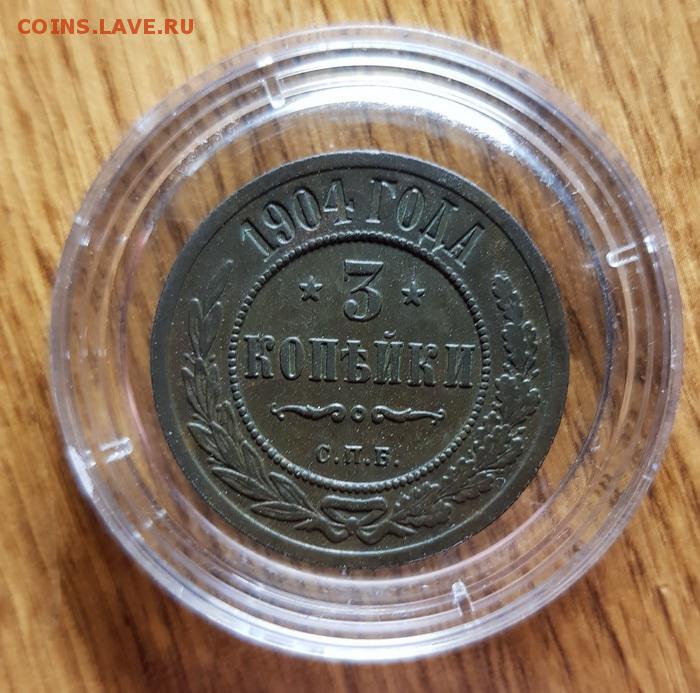 COINS.LAVE.RU
1904 ГОДА
* 3 *
КОПѢЙКИ
С.П.Б.